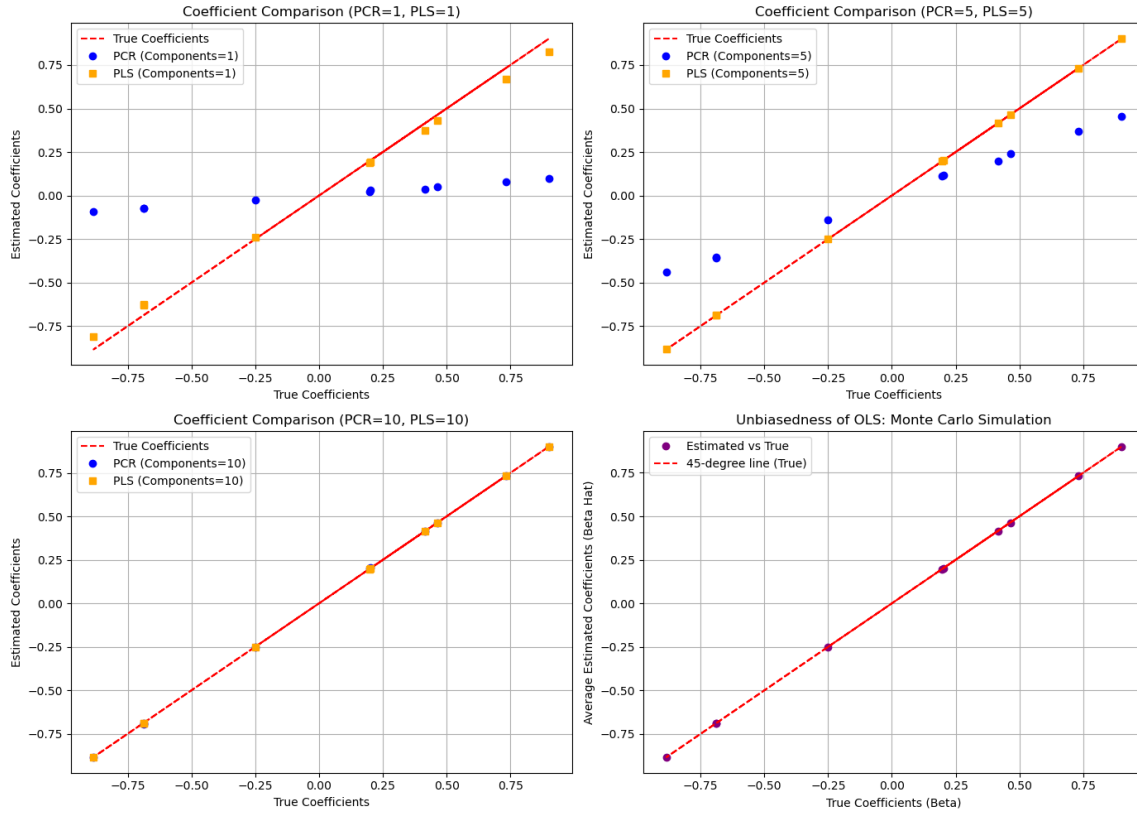 Coefficient Comparison (PCR=1, PLS=1)
True Coefficients
PCR (Components=1)
PLS (Components=1)
Estimated Coefficients
0.75
0.50
0.25
0.00
−0.25
−0.50
−0.75
−0.75 −0.50 −0.25 0.00 0.25 0.50 0.75
True Coefficients
Coefficient Comparison (PCR=5, PLS=5)
True Coefficients
PCR (Components=5)
PLS (Components=5)
Estimated Coefficients
0.75
0.50
0.25
0.00
−0.25
−0.50
−0.75
−0.75 −0.50 −0.25 0.00 0.25 0.50 0.75
True Coefficients
Coefficient Comparison (PCR=10, PLS=10)
True Coefficients
PCR (Components=10)
PLS (Components=10)
Estimated Coefficients
0.75
0.50
0.25
0.00
−0.25
−0.50
−0.75
−0.75 −0.50 −0.25 0.00 0.25 0.50 0.75
True Coefficients
Unbiasedness of OLS: Monte Carlo Simulation
Estimated vs True
45-degree line (True)
Average Estimated Coefficients (Beta Hat)
0.75
0.50
0.25
0.00
−0.25
−0.50
−0.75
−0.75 −0.50 −0.25 0.00 0.25 0.50 0.75
True Coefficients (Beta)